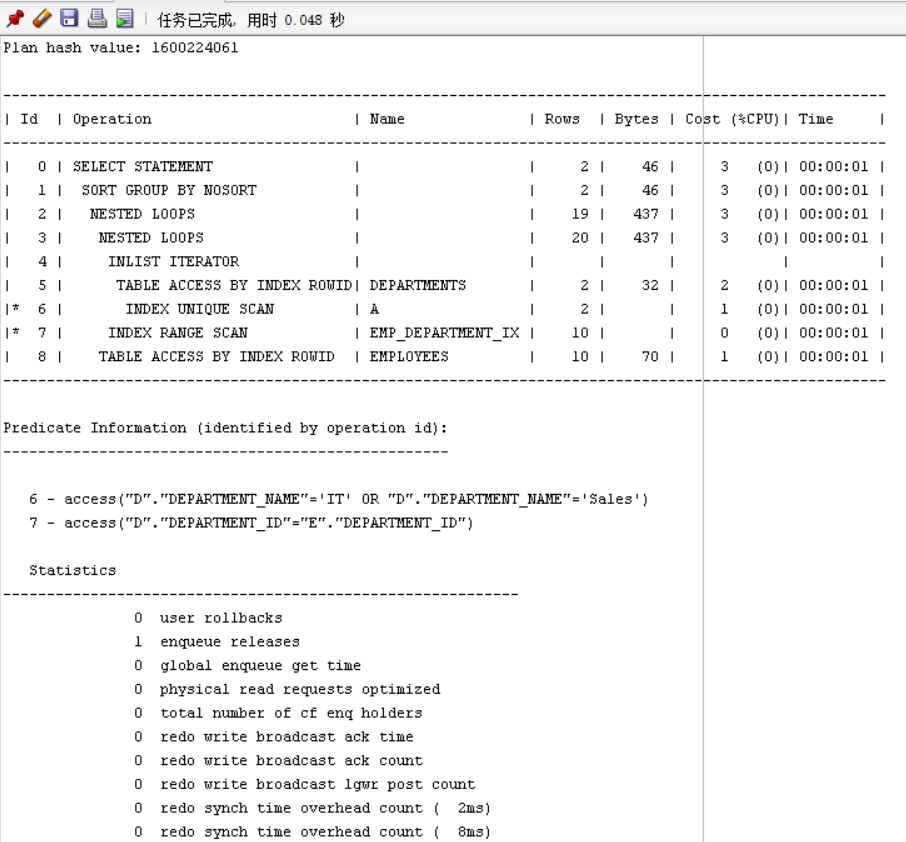 任务已完成, 用时 0.048 秒
Plan hash value: 1600224061
--------------------------------------------------------------------------------------------------
| Id  | Operation                       | Name              | Rows  | Bytes | Cost (%CPU)| Time     |
--------------------------------------------------------------------------------------------------
|   0 | SELECT STATEMENT                |                   |     2 |    46 |     3   (0)| 00:00:01 |
|   1 |  SORT GROUP BY NOSORT           |                   |     2 |    46 |     3   (0)| 00:00:01 |
|   2 |   NESTED LOOPS                  |                   |    19 |   437 |     3   (0)| 00:00:01 |
|   3 |    NESTED LOOPS                 |                   |    20 |   437 |     3   (0)| 00:00:01 |
|   4 |     INLIST ITERATOR             |                   |       |       |            |          |
|   5 |      TABLE ACCESS BY INDEX ROWID| DEPARTMENTS       |     2 |    32 |     2   (0)| 00:00:01 |
|*  6 |       INDEX UNIQUE SCAN         | A                 |     2 |       |     1   (0)| 00:00:01 |
|*  7 |     INDEX RANGE SCAN            | EMP_DEPARTMENT_IX |    10 |       |     0   (0)| 00:00:01 |
|   8 |    TABLE ACCESS BY INDEX ROWID  | EMPLOYEES         |    10 |    70 |     1   (0)| 00:00:01 |
--------------------------------------------------------------------------------------------------
Predicate Information (identified by operation id):
---------------------------------------------------
6 - access("D"."DEPARTMENT_NAME"='IT' OR "D"."DEPARTMENT_NAME"='Sales')
7 - access("D"."DEPARTMENT_ID"="E"."DEPARTMENT_ID")
Statistics
-----------------------------------------------------------
0  user rollbacks
1  enqueue releases
0  global enqueue get time
0  physical read requests optimized
0  total number of cf enq holders
0  redo write broadcast ack time
0  redo write broadcast ack count
0  redo write broadcast lgwr post count
0  redo synch time overhead count (  2ms)
0  redo synch time overhead count (  8ms)